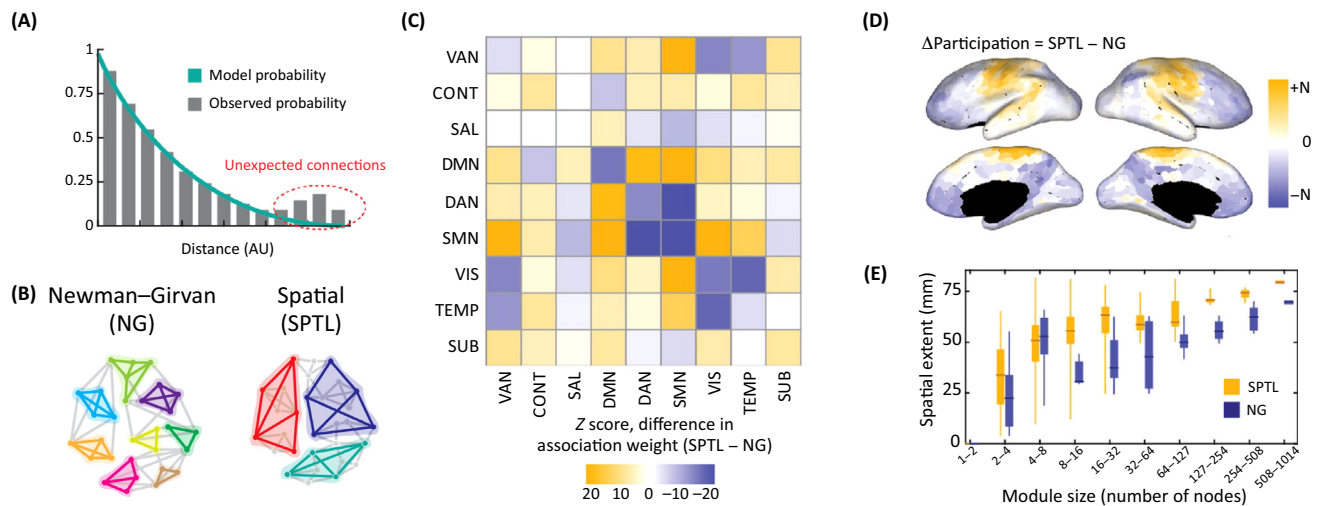 (A)
1
0.75
0.5
0.25
0
Model probability
Observed probability
Unexpected connections
Distance (AU)
(B)
Newman–Girvan
(NG)
Spatial
(SPTL)
(C)
VAN
CONT
SAL
DMN
DAN
SMN
VIS
TEMP
SUB
VAN
CONT
SAL
DMN
DAN
SMN
VIS
TEMP
SUB
Z score, difference in
association weight (SPTL – NG)
20 10 0 –10 –20
(D)
ΔParticipation = SPTL – NG
+N
0
–N
(E)
Spatial extent (mm)
75
50
25
0
SPTL
NG
1–2
2–4
4–8
8–16
16–32
32–64
64–127
127–254
254–508
508–1014
Module size (number of nodes)